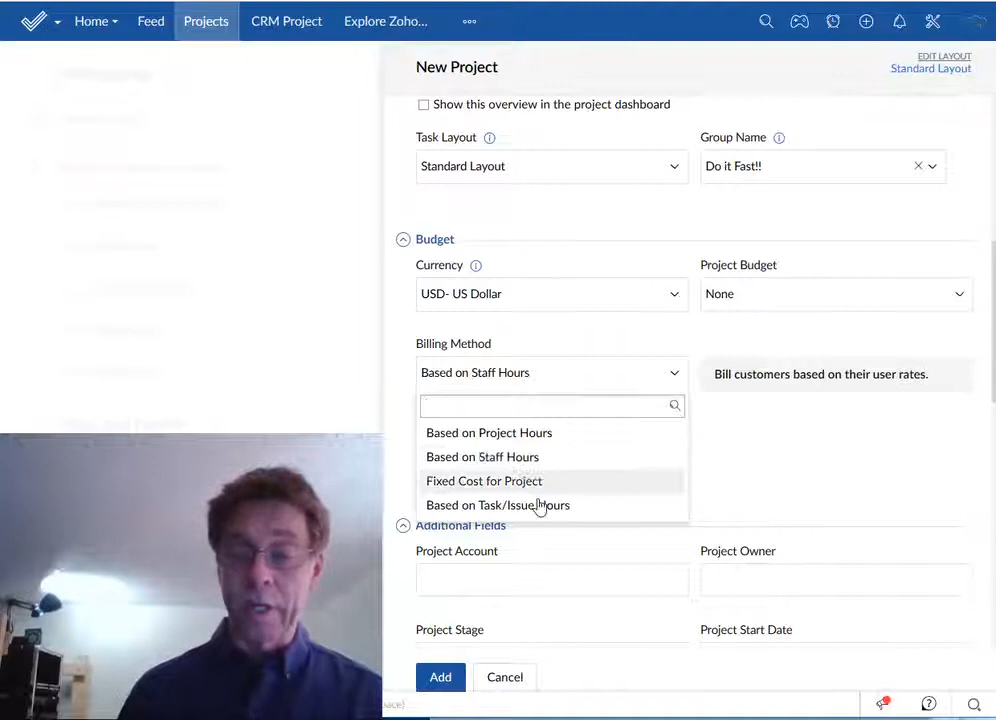 Home
Feed
Projects
CRM Project
Explore Zoho...
New Project
EDIT LAYOUT
Standard Layout
Show this overview in the project dashboard
Task Layout
Group Name
Standard Layout
Do it Fast!!
Budget
Currency
Project Budget
USD- US Dollar
None
Billing Method
Based on Staff Hours
Bill customers based on their user rates.
Based on Project Hours
Based on Staff Hours
Fixed Cost for Project
Based on Task/Issue Hours
Additional Fields
Project Account
Project Owner
Project Stage
Project Start Date
Add
Cancel